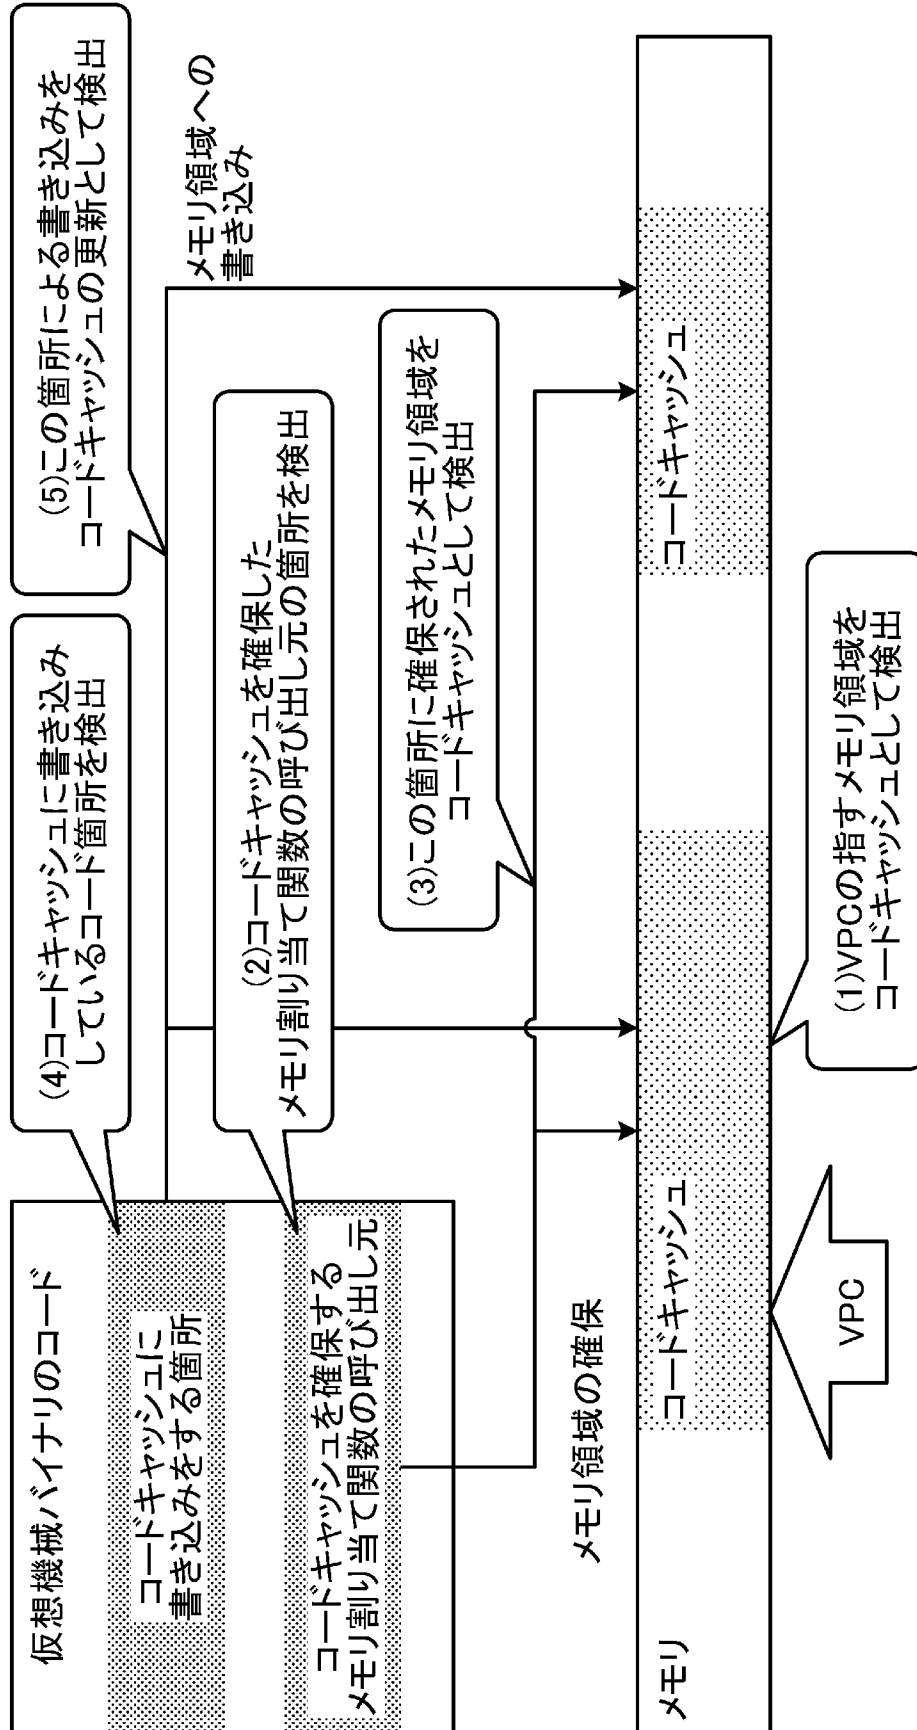 仮想機械バイナリのコード
コードキャッシュに
書き込みをする箇所
コードキャッシュを確保する
メモリ割り当て関数の呼び出し元
(4)コードキャッシュに書き込み
しているコード箇所を検出
(5)この箇所による書き込みを
コードキャッシュの更新として検出
メモリ領域への
書き込み
(2)コードキャッシュを確保した
メモリ割り当て関数の呼び出し元の箇所を検出
(3)この箇所に確保されたメモリ領域を
コードキャッシュとして検出
メモリ領域の確保
メモリ
コードキャッシュ
コードキャッシュ
VPC
(1)VPCの指すメモリ領域を
コードキャッシュとして検出